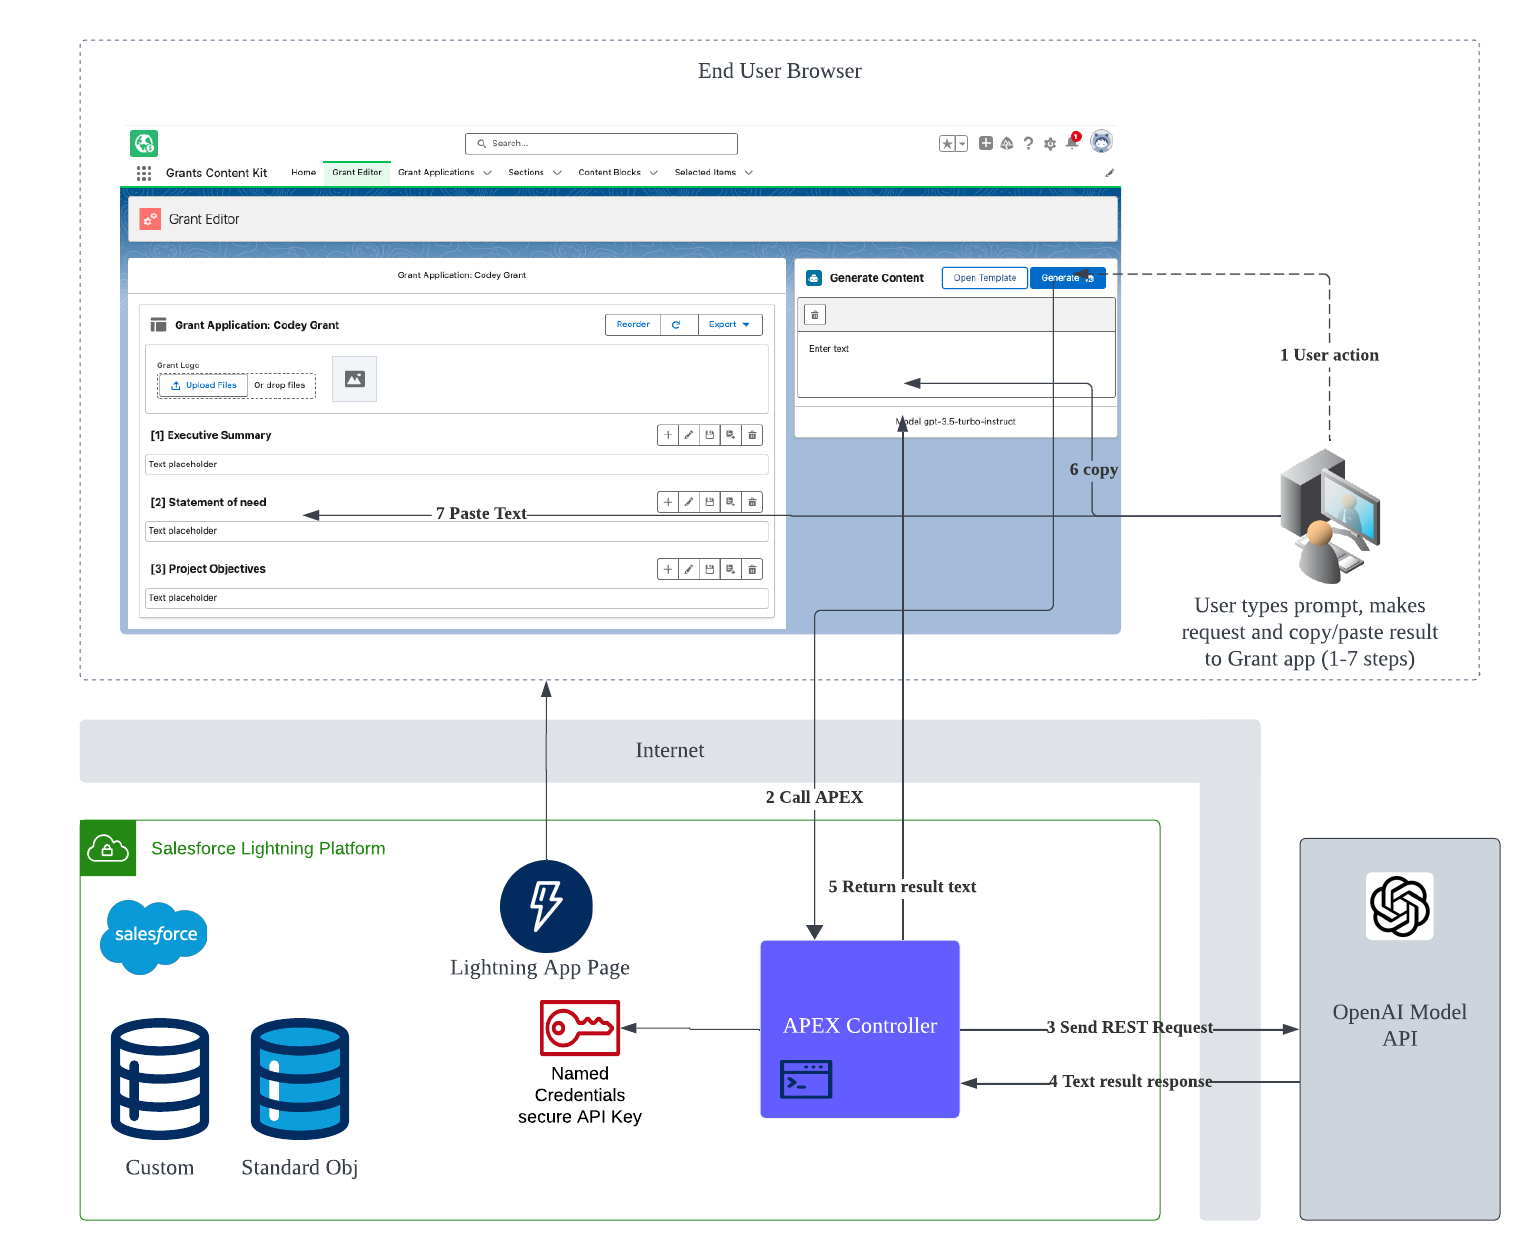 End User Browser
1
Search...
Grants Content Kit
Home
Grant Editor
Grant Applications
Sections
Content Blocks
Selected Items
Grant Editor
Grant Application: Codey Grant
Generate Content
Open Template
Generate
Grant Application: Codey Grant
Reorder
Export
Enter text
Grant Logo
Upload Files
Or drop files
1 User action
Model gpt-3.5-turbo-instruct
[1] Executive Summary
Text placeholder
6 copy
[2] Statement of need
7 Paste Text
Text placeholder
[3] Project Objectives
Text placeholder
User types prompt, makes
request and copy/paste result
to Grant app (1-7 steps)
Internet
2 Call APEX
Salesforce Lightning Platform
5 Return result text
salesforce
Lightning App Page
APEX Controller
3 Send REST Request
OpenAI Model
API
Named
Credentials
secure API Key
4 Text result response
Custom
Standard Obj